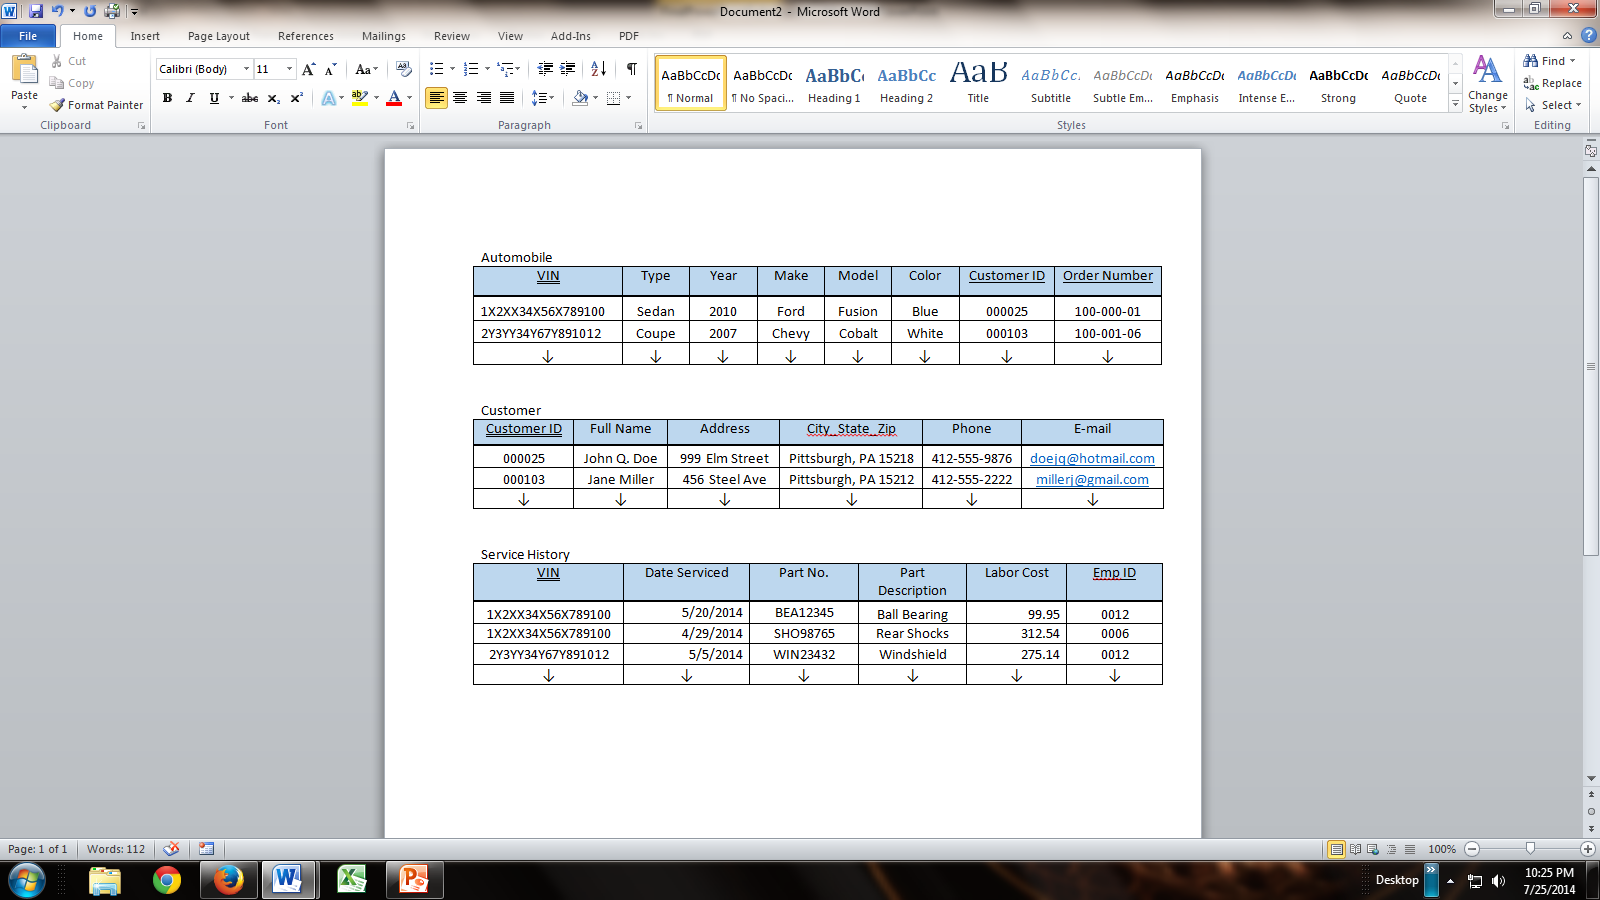 Document2 - Microsoft Word
File Home Insert Page Layout References Mailings Review View Add-Ins PDF
Paste
Cut
Copy
Format Painter
Clipboard
Calibri (Body) 11
Font
Paragraph
AaBbCcDc AaBbCcDc AaBbCc AaBbCc AaB AaBbCc. AaBbCcDc AaBbCcDc AaBbCcDc AaBbCcDc AaBbCcDc
¶ Normal ¶ No Spaci... Heading 1 Heading 2 Title Subtitle Subtle Em... Emphasis Intense E... Strong Quote
Change Styles
Styles
Find
Replace
Select
Editing
Automobile
VIN Type Year Make Model Color Customer ID Order Number
1X2XX34X56X789100 Sedan 2010 Ford Fusion Blue 000025 100-000-01
2Y3YY34Y67Y891012 Coupe 2007 Chevy Cobalt White 000103 100-001-06
↓ ↓ ↓ ↓ ↓ ↓ ↓ ↓
Customer
Customer ID Full Name Address City_State_Zip Phone E-mail
000025 John Q. Doe 999 Elm Street Pittsburgh, PA 15218 412-555-9876 doejq@hotmail.com
000103 Jane Miller 456 Steel Ave Pittsburgh, PA 15212 412-555-2222 millerj@gmail.com
↓ ↓ ↓ ↓ ↓ ↓
Service History
VIN Date Serviced Part No. Part Description Labor Cost Emp ID
1X2XX34X56X789100 5/20/2014 BEA12345 Ball Bearing 99.95 0012
1X2XX34X56X789100 4/29/2014 SHO98765 Rear Shocks 312.54 0006
2Y3YY34Y67Y891012 5/5/2014 WIN23432 Windshield 275.14 0012
↓ ↓ ↓ ↓ ↓ ↓
Page: 1 of 1 Words: 112 100%
Desktop
10:25 PM
7/25/2014